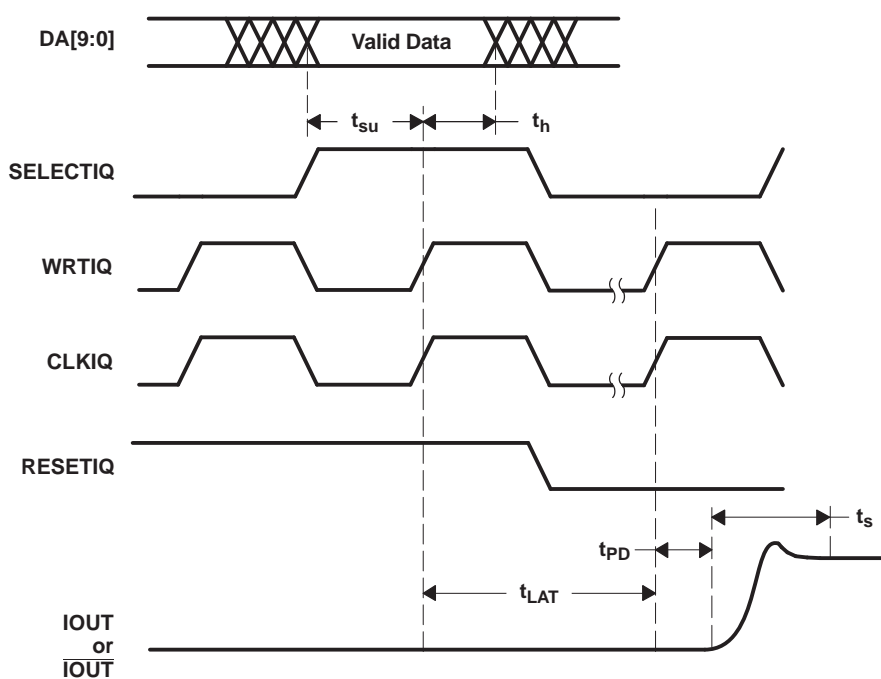 DA[9:0]
Valid Data
tsu
th
SELECTIQ
WRTIQ
CLKIQ
RESETIQ
ts
tPD
tLAT
IOUT
or
IOUT